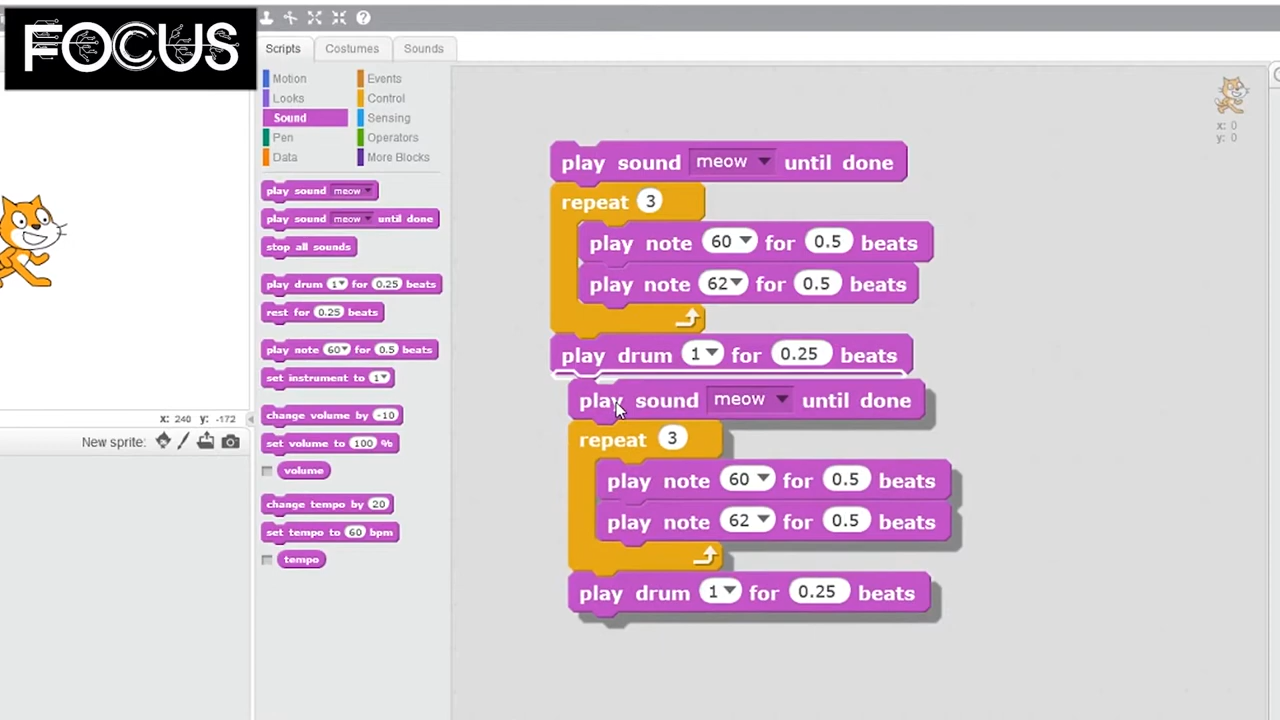 FOCUS
Scripts Costumes Sounds
Motion Events
Looks Control
Sound Sensing
Pen Operators
Data More Blocks
play sound meow
play sound meow until done
stop all sounds
play drum 1 for 0.25 beats
rest for 0.25 beats
play note 60 for 0.5 beats
set instrument to 1
change volume by -10
set volume to 100 %
volume
change tempo by 20
set tempo to 60 bpm
tempo
x: 240 y: -172
New sprite:
x: 0
y: 0
play sound meow until done
repeat 3
play note 60 for 0.5 beats
play note 62 for 0.5 beats
play drum 1 for 0.25 beats
play sound meow until done
repeat 3
play note 60 for 0.5 beats
play note 62 for 0.5 beats
play drum 1 for 0.25 beats